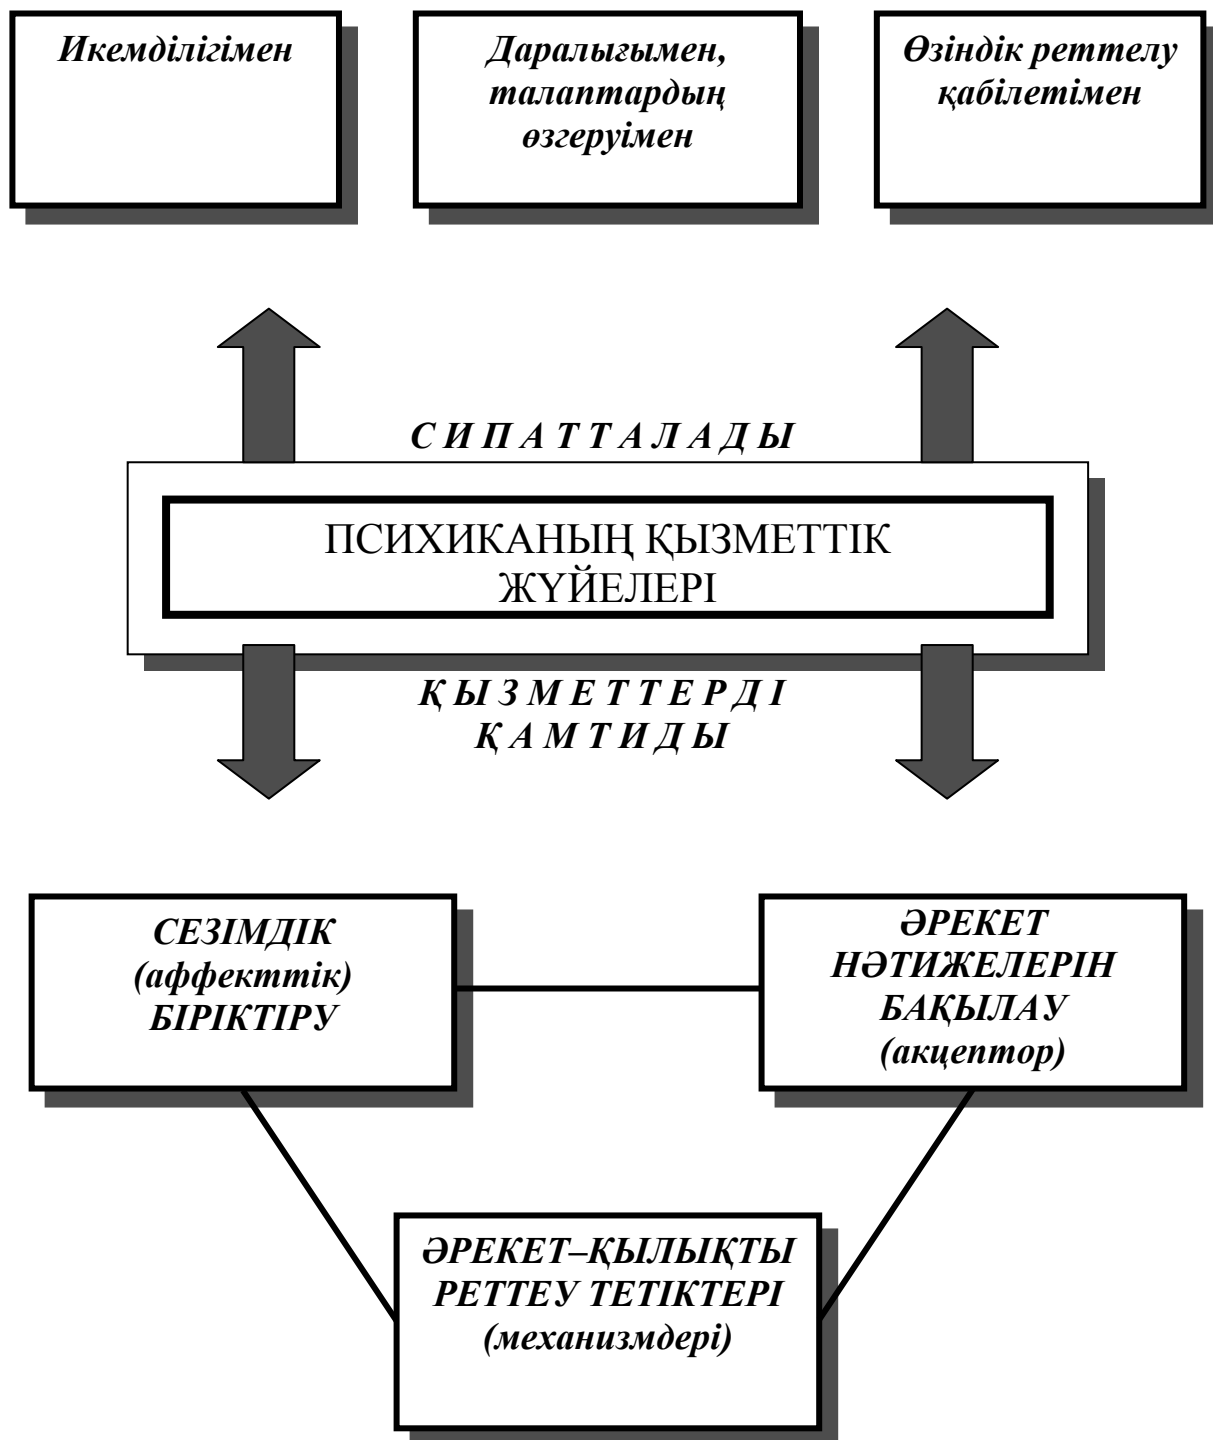 Икемділігімен
Даралығымен,
талаптардың
өзгеруімен
Өзіндік реттелу
қабілетімен
С И П А Т Т А Л А Д Ы
ПСИХИКАНЫҢ ҚЫЗМЕТТІК
ЖҮЙЕЛЕРІ
Қ Ы З М Е Т Т Е Р Д І
Қ А М Т И Д Ы
СЕЗІМДІК
(аффекттік)
БІРІКТІРУ
ӘРЕКЕТ
НӘТИЖЕЛЕРІН
БАҚЫЛАУ
(акцептор)
ӘРЕКЕТ–ҚЫЛЫҚТЫ
РЕТТЕУ ТЕТІКТЕРІ
(механизмдері)